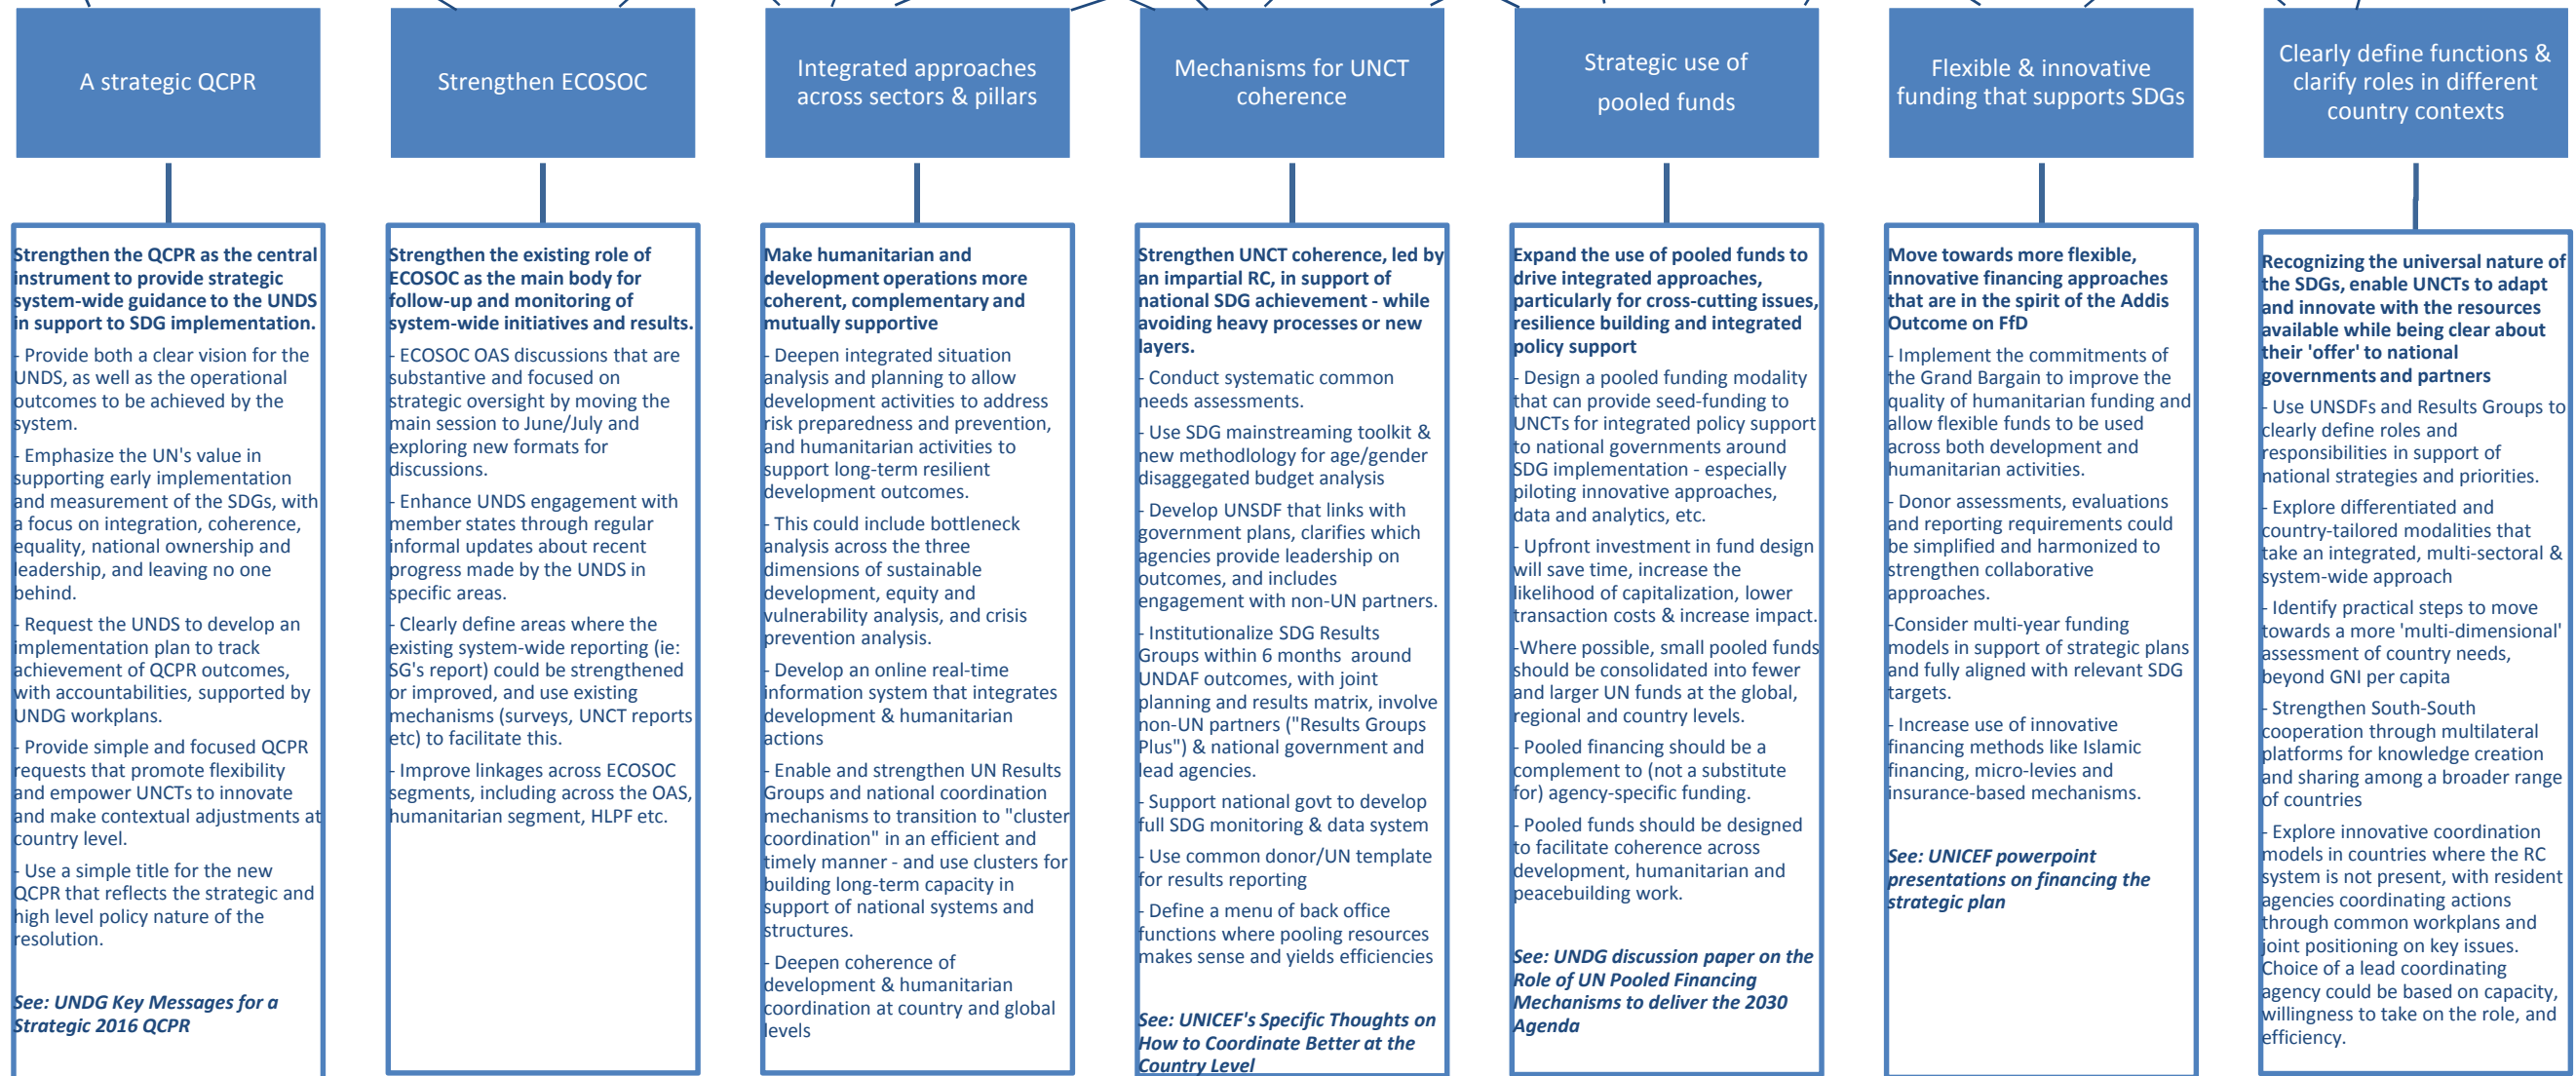 A strategic QCPR
Strengthen ECOSOC
Integrated approaches
across sectors & pillars
Mechanisms for UNCT
coherence
Strategic use of
pooled funds
Flexible & innovative
funding that supports SDGs
Clearly define functions &
clarify roles in different
country contexts
Strengthen the QCPR as the central
instrument to provide strategic
system-wide guidance to the UNDS
in support to SDG implementation.
- Provide both a clear vision for the
UNDS, as well as the operational
outcomes to be achieved by the
system.
- Emphasize the UN's value in
supporting early implementation
and measurement of the SDGs, with
a focus on integration, coherence,
equality, national ownership and
leadership, and leaving no one
behind.
- Request the UNDS to develop an
implementation plan to track
achievement of QCPR outcomes,
with accountabilities, supported by
UNDG workplans.
- Provide simple and focused QCPR
requests that promote flexibility
and empower UNCTs to innovate
and make contextual adjustments at
country level.
- Use a simple title for the new
QCPR that reflects the strategic and
high level policy nature of the
resolution.
See: UNDG Key Messages for a
Strategic 2016 QCPR
Strengthen the existing role of
ECOSOC as the main body for
follow-up and monitoring of
system-wide initiatives and results.
- ECOSOC OAS discussions that are
substantive and focused on
strategic oversight by moving the
main session to June/July and
exploring new formats for
discussions.
- Enhance UNDS engagement with
member states through regular
informal updates about recent
progress made by the UNDS in
specific areas.
- Clearly define areas where the
existing system-wide reporting (ie:
SG's report) could be strengthened
or improved, and use existing
mechanisms (surveys, UNCT reports
etc) to facilitate this.
- Improve linkages across ECOSOC
segments, including across the OAS,
humanitarian segment, HLPF etc.
Make humanitarian and
development operations more
coherent, complementary and
mutually supportive
- Deepen integrated situation
analysis and planning to allow
development activities to address
risk preparedness and prevention,
and humanitarian activities to
support long-term resilient
development outcomes.
- This could include bottleneck
analysis across the three
dimensions of sustainable
development, equity and
vulnerability analysis, and crisis
prevention analysis.
- Develop an online real-time
information system that integrates
development & humanitarian
actions
- Enable and strengthen UN Results
Groups and national coordination
mechanisms to transition to "cluster
coordination" in an efficient and
timely manner - and use clusters for
building long-term capacity in
support of national systems and
structures.
- Deepen coherence of
development & humanitarian
coordination at country and global
levels
Strengthen UNCT coherence, led by
an impartial RC, in support of
national SDG achievement - while
avoiding heavy processes or new
layers.
- Conduct systematic common
needs assessments.
- Use SDG mainstreaming toolkit &
new methodlology for age/gender
disaggegated budget analysis
- Develop UNSDF that links with
government plans, clarifies which
agencies provide leadership on
outcomes, and includes
engagement with non-UN partners.
- Institutionalize SDG Results
Groups within 6 months around
UNDAF outcomes, with joint
planning and results matrix, involve
non-UN partners ("Results Groups
Plus") & national government and
lead agencies.
- Support national govt to develop
full SDG monitoring & data system
- Use common donor/UN template
for results reporting
- Define a menu of back office
functions where pooling resources
makes sense and yields efficiencies
See: UNICEF's Specific Thoughts on
How to Coordinate Better at the
Country Level
Expand the use of pooled funds to
drive integrated approaches,
particularly for cross-cutting issues,
resilience building and integrated
policy support
- Design a pooled funding modality
that can provide seed-funding to
UNCTs for integrated policy support
to national governments around
SDG implementation - especially
piloting innovative approaches,
data and analytics, etc.
- Upfront investment in fund design
will save time, increase the
likelihood of capitalization, lower
transaction costs & increase impact.
-Where possible, small pooled funds
should be consolidated into fewer
and larger UN funds at the global,
regional and country levels.
- Pooled financing should be a
complement to (not a substitute
for) agency-specific funding.
- Pooled funds should be designed
to facilitate coherence across
development, humanitarian and
peacebuilding work.
See: UNDG discussion paper on the
Role of UN Pooled Financing
Mechanisms to deliver the 2030
Agenda
Move towards more flexible,
innovative financing approaches
that are in the spirit of the Addis
Outcome on FfD
- Implement the commitments of
the Grand Bargain to improve the
quality of humanitarian funding and
allow flexible funds to be used
across both development and
humanitarian activities.
- Donor assessments, evaluations
and reporting requirements could
be simplified and harmonized to
strengthen collaborative
approaches.
-Consider multi-year funding
models in support of strategic plans
and fully aligned with relevant SDG
targets.
- Increase use of innovative
financing methods like Islamic
financing, micro-levies and
insurance-based mechanisms.
See: UNICEF powerpoint
presentations on financing the
strategic plan
Recognizing the universal nature of
the SDGs, enable UNCTs to adapt
and innovate with the resources
available while being clear about
their 'offer' to national
governments and partners
- Use UNSDFs and Results Groups to
clearly define roles and
responsibilities in support of
national strategies and priorities.
- Explore differentiated and
country-tailored modalities that
take an integrated, multi-sectoral &
system-wide approach
- Identify practical steps to move
towards a more 'multi-dimensional'
assessment of country needs,
beyond GNI per capita
- Strengthen South-South
cooperation through multilateral
platforms for knowledge creation
and sharing among a broader range
of countries
- Explore innovative coordination
models in countries where the RC
system is not present, with resident
agencies coordinating actions
through common workplans and
joint positioning on key issues.
Choice of a lead coordinating
agency could be based on capacity,
willingness to take on the role, and
efficiency.